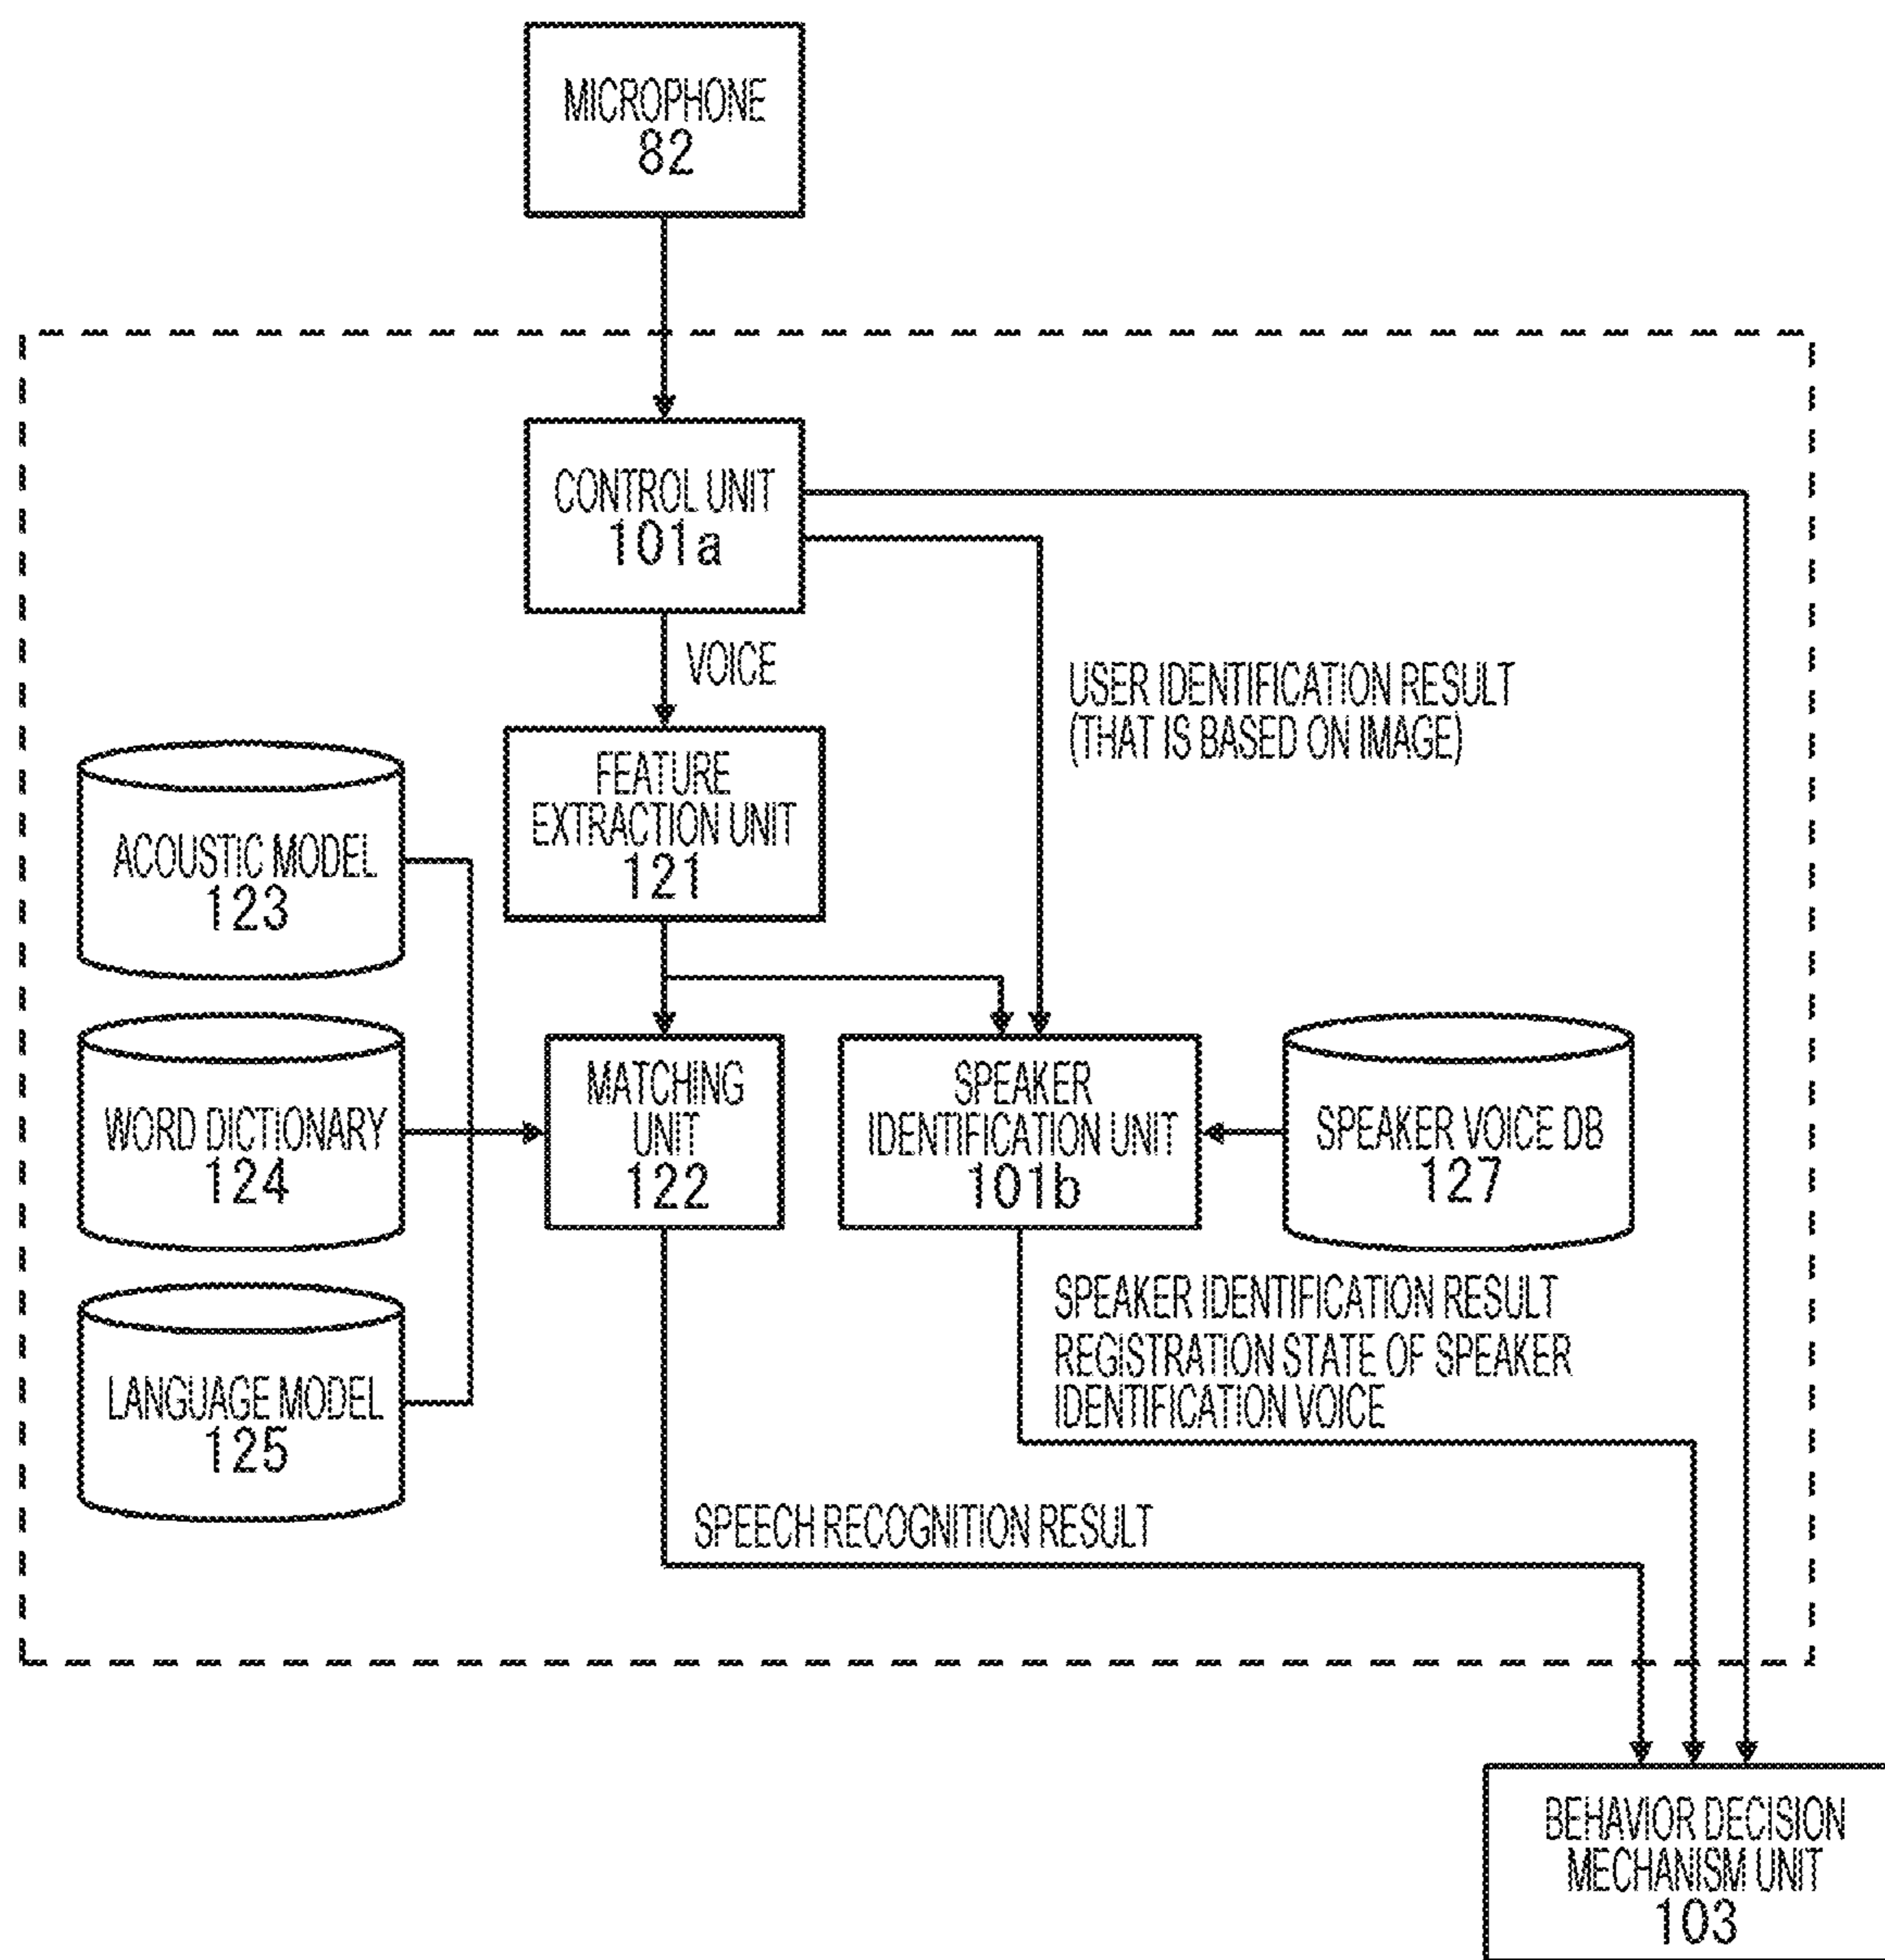 MICROPHONE
82
CONTROL UNIT
101a
VOICE
USER IDENTIFICATION RESULT
(THAT IS BASED ON IMAGE)
FEATURE
EXTRACTION UNIT
121
ACOUSTIC MODEL
123
WORD DICTIONARY
124
MATCHING
UNIT
122
SPEAKER
IDENTIFICATION UNIT
101b
SPEAKER VOICE DB
127
LANGUAGE MODEL
125
SPEAKER IDENTIFICATION RESULT
REGISTRATION STATE OF SPEAKER
IDENTIFICATION VOICE
SPEECH RECOGNITION RESULT
BEHAVIOR DECISION
MECHANISM UNIT
103